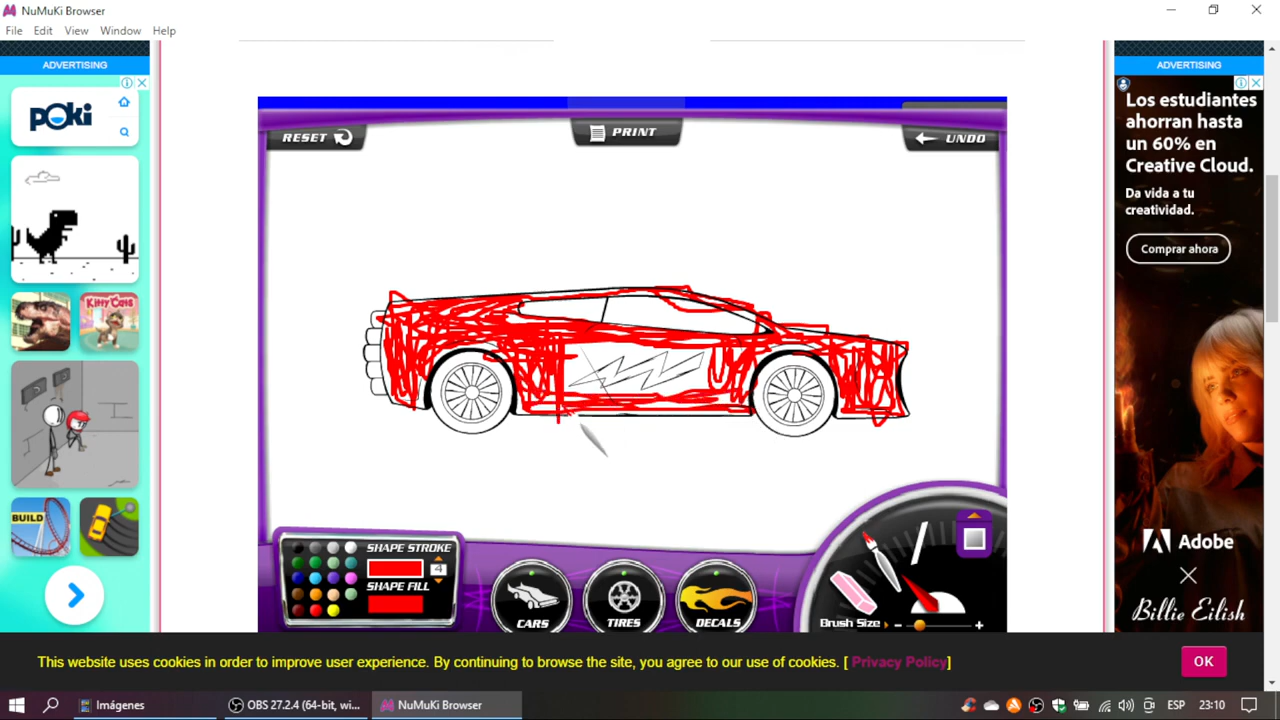 NuMuKi Browser
File Edit View Window Help
ADVERTISING
poki
KITTY CATS
BUILD
RESET
PRINT
UNDO
SHAPE STROKE
4
SHAPE FILL
CARS
TIRES
DECALS
Brush Size
- +
ADVERTISING
Los estudiantes
ahorran hasta
un 60% en
Creative Cloud.
Da vida a tu
creatividad.
Comprar ahora
Adobe
×
Billie Eilish
This website uses cookies in order to improve user experience. By continuing to browse the site, you agree to our use of cookies. [ Privacy Policy]
OK
Imágenes
OBS 27.2.4 (64-bit, wi...
NuMuKi Browser
ESP
23:10